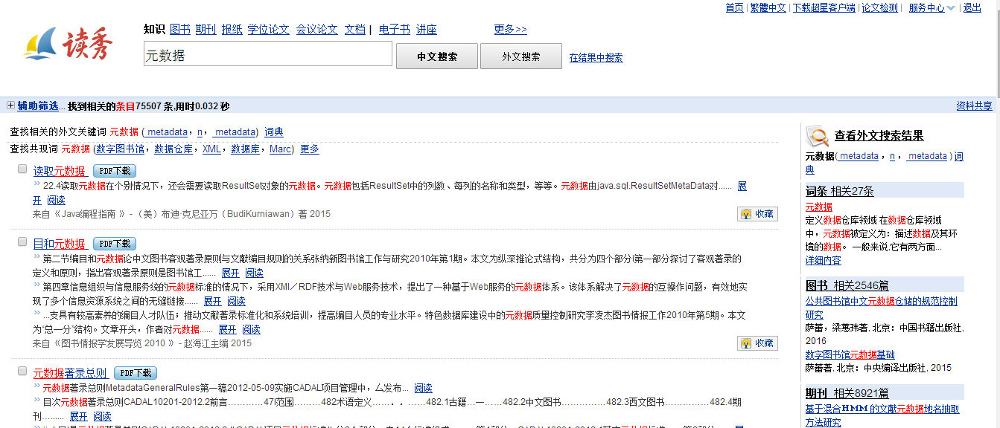 首页 | 繁體中文 | 下载超星客户端 | 论文检测 | 服务中心 | 退出
读秀
知识 图书 期刊 报纸 学位论文 会议论文 文档 | 电子书 讲座 更多>>
元数据 中文搜索 外文搜索 在结果中搜索
辅助筛选... 找到相关的条目75507 条,用时0.032 秒 资料共享
查找相关的外文关键词 元数据 ( metadata，n， metadata) 词典
查找共现词 元数据 (数字图书馆，数据仓库，XML，数据库，Marc) 更多
读取元数据 PDF下载
22.4读取元数据在个别情况下，还会需要读取ResultSet对象的元数据。元数据包括ResultSet中的列数、每列的名称和类型，等等。元数据由java.sql.ResultSetMetaData对...... 展
开 阅读
来自《Java编程指南 》 -（美）布迪·克尼亚万（BudiKurniawan）著 2015 收藏
目和元数据 PDF下载
第二节编目和元数据论中文图书客观著录原则与文献编目规则的关系张纳新图书馆工作与研究2010年第1期。本文为纵深推论式结构，共分为四个部分i第一部分探讨了客观著录的
定义和原则，指出客观著录原则是图书馆工...... 展开 阅读
第四章信息组织与信息服务统的元数据标准的情况下，采用XMI／RDF技术与Web服务技术，提出了一种基于Web服务的元数据体系。该体系解决了元数据的互操作问题，有效地实
现了多个信息资源系统之间的无缝链接...... 展开 阅读
...支具有较高素养的编目人才队伍；推动文献著录标准化和系统培训，提高编目人员的专业水平。特色数据库建设中的元数据质量控制研究李凌杰图书情报工作2010年第5期。本文
为“总一分”结构。文章开头，作者对元数据...... 展开 阅读
来自《图书情报学发展导览 2010 》 - 赵海江主编 2015 收藏
元数据著录总则 PDF下载
元数据著录总则MetadataGeneralRules第一稿2012-05-09实施CADAL项目管理中，厶发布... 阅读
目次元数据著录总则CADAL10201-2012.2前言…………47I范围………482术语定义……．．……482.1古籍…一……482.2中文图书……………482.3西文图书……………482.4期
刊……... 展开 阅读
查看外文搜索结果
元数据( metadata ，n ， metadata )词
典
词条 相关27条
元数据
定义数据仓库领域 在数据仓库领域
中，元数据被定义为：描述数据及其环
境的数据。 一般来说,它有两方面...
详细内容
图书 相关2546篇
公共图书馆中文元数据仓储的规范控制
研究
萨蕾，梁蕙玮著, 北京：中国书籍出版社,
2016
数字图书馆元数据基础
萨蕾著, 北京：中央编译出版社, 2015
期刊 相关8921篇
基于混合HMM的文献元数据地名抽取
方法研究